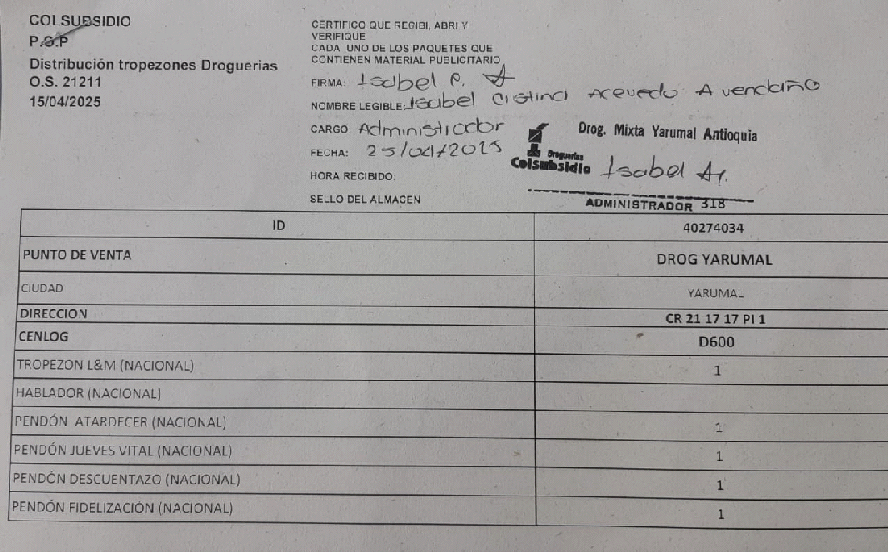 COLSUBSIDIO
P.O.P
Distribución tropezones Droguerias
O.S. 21211
15/04/2025
CERTIFICO QUE RECIBI, ABRI Y
VERIFIQUE
CADA UNO DE LOS PAQUETES QUE
CONTIENEN MATERIAL PUBLICITARIO
FIRMA: Isabel P. A
NOMBRE LEGIBLE: Isabel Cistina Acevedo Avendaño
CARGO Administrador
FECHA: 25/04/2025
HORA RECIBIDO.
SELLO DEL ALMACEN
Drog. Mixta Yarumal Antioquia
Droguerías
Colsubsidio Isabel
ADMINISTRADOR 318
ID 40274034
PUNTO DE VENTA DROG YARUMAL
CIUDAD YARUMAL
DIRECCION CR 21 17 17 PI 1
CENLOG D600
TROPEZON L&M (NACIONAL) 1
HABLADOR (NACIONAL)
PENDÓN ATARDECER (NACIONAL) 1
PENDÓN JUEVES VITAL (NACIONAL) 1
PENDÓN DESCUENTAZO (NACIONAL) 1
PENDÓN FIDELIZACIÓN (NACIONAL) 1